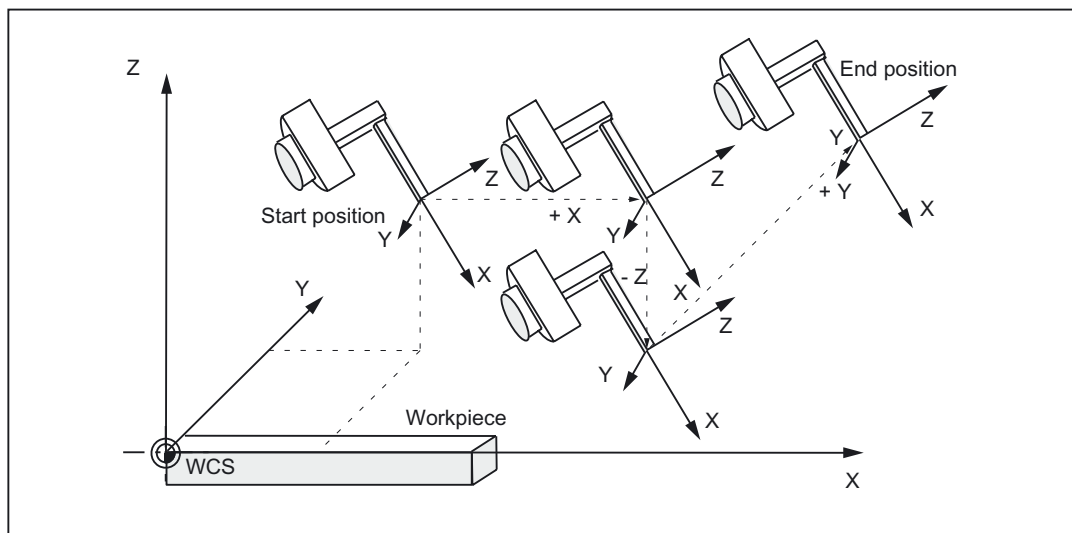 Z
End position
Z
Y
+ Y
X
Z
Z
Start position
Y
+ X
Y
X
- Z
X
Y
Z
Y
X
Workpiece
WCS
X